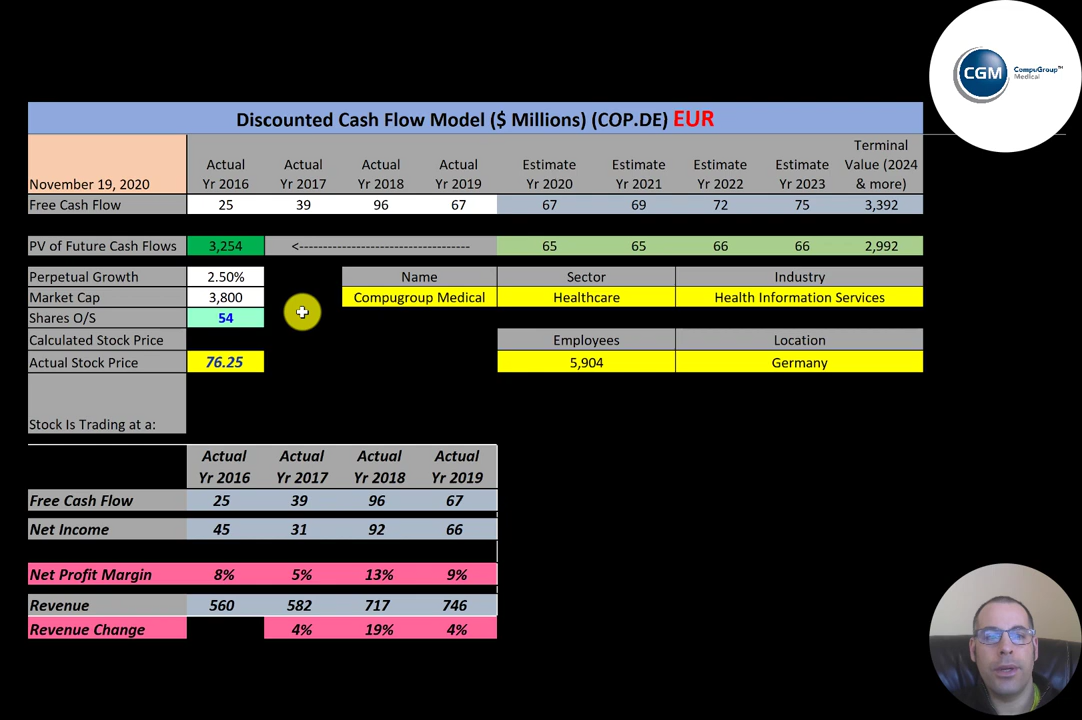 CGM CompuGroup™
Medical
Discounted Cash Flow Model ($ Millions) (COP.DE) EUR
November 19, 2020 Actual Yr 2016 Actual Yr 2017 Actual Yr 2018 Actual Yr 2019 Estimate Yr 2020 Estimate Yr 2021 Estimate Yr 2022 Estimate Yr 2023 Terminal Value (2024 & more)
Free Cash Flow 25 39 96 67 67 69 72 75 3,392
PV of Future Cash Flows 3,254 <------------------------------------ 65 65 66 66 2,992
Perpetual Growth 2.50% Name Sector Industry
Market Cap 3,800 Compugroup Medical Healthcare Health Information Services
Shares O/S 54
Calculated Stock Price Employees Location
Actual Stock Price 76.25 5,904 Germany
Stock Is Trading at a:
Actual Yr 2016 Actual Yr 2017 Actual Yr 2018 Actual Yr 2019
Free Cash Flow 25 39 96 67
Net Income 45 31 92 66
Net Profit Margin 8% 5% 13% 9%
Revenue 560 582 717 746
Revenue Change 4% 19% 4%